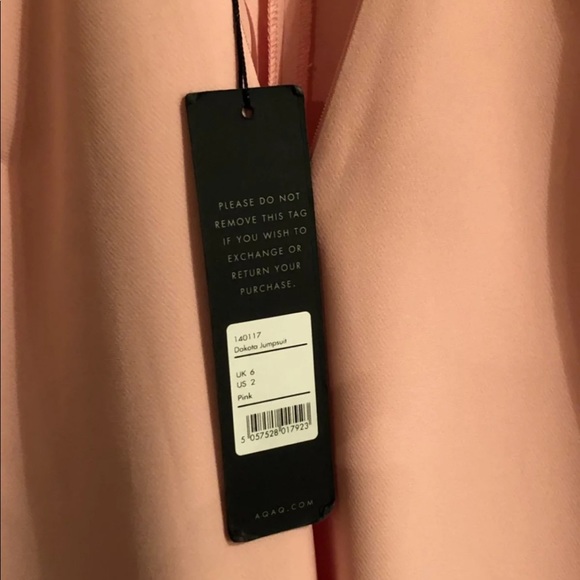 PLEASE DO NOT
REMOVE THIS TAG
IF YOU WISH TO
EXCHANGE OR
RETURN YOUR
PURCHASE.
140117
Dakota Jumpsuit
UK 6
US 2
Pink
5 057528 017923
AQAQ.COM